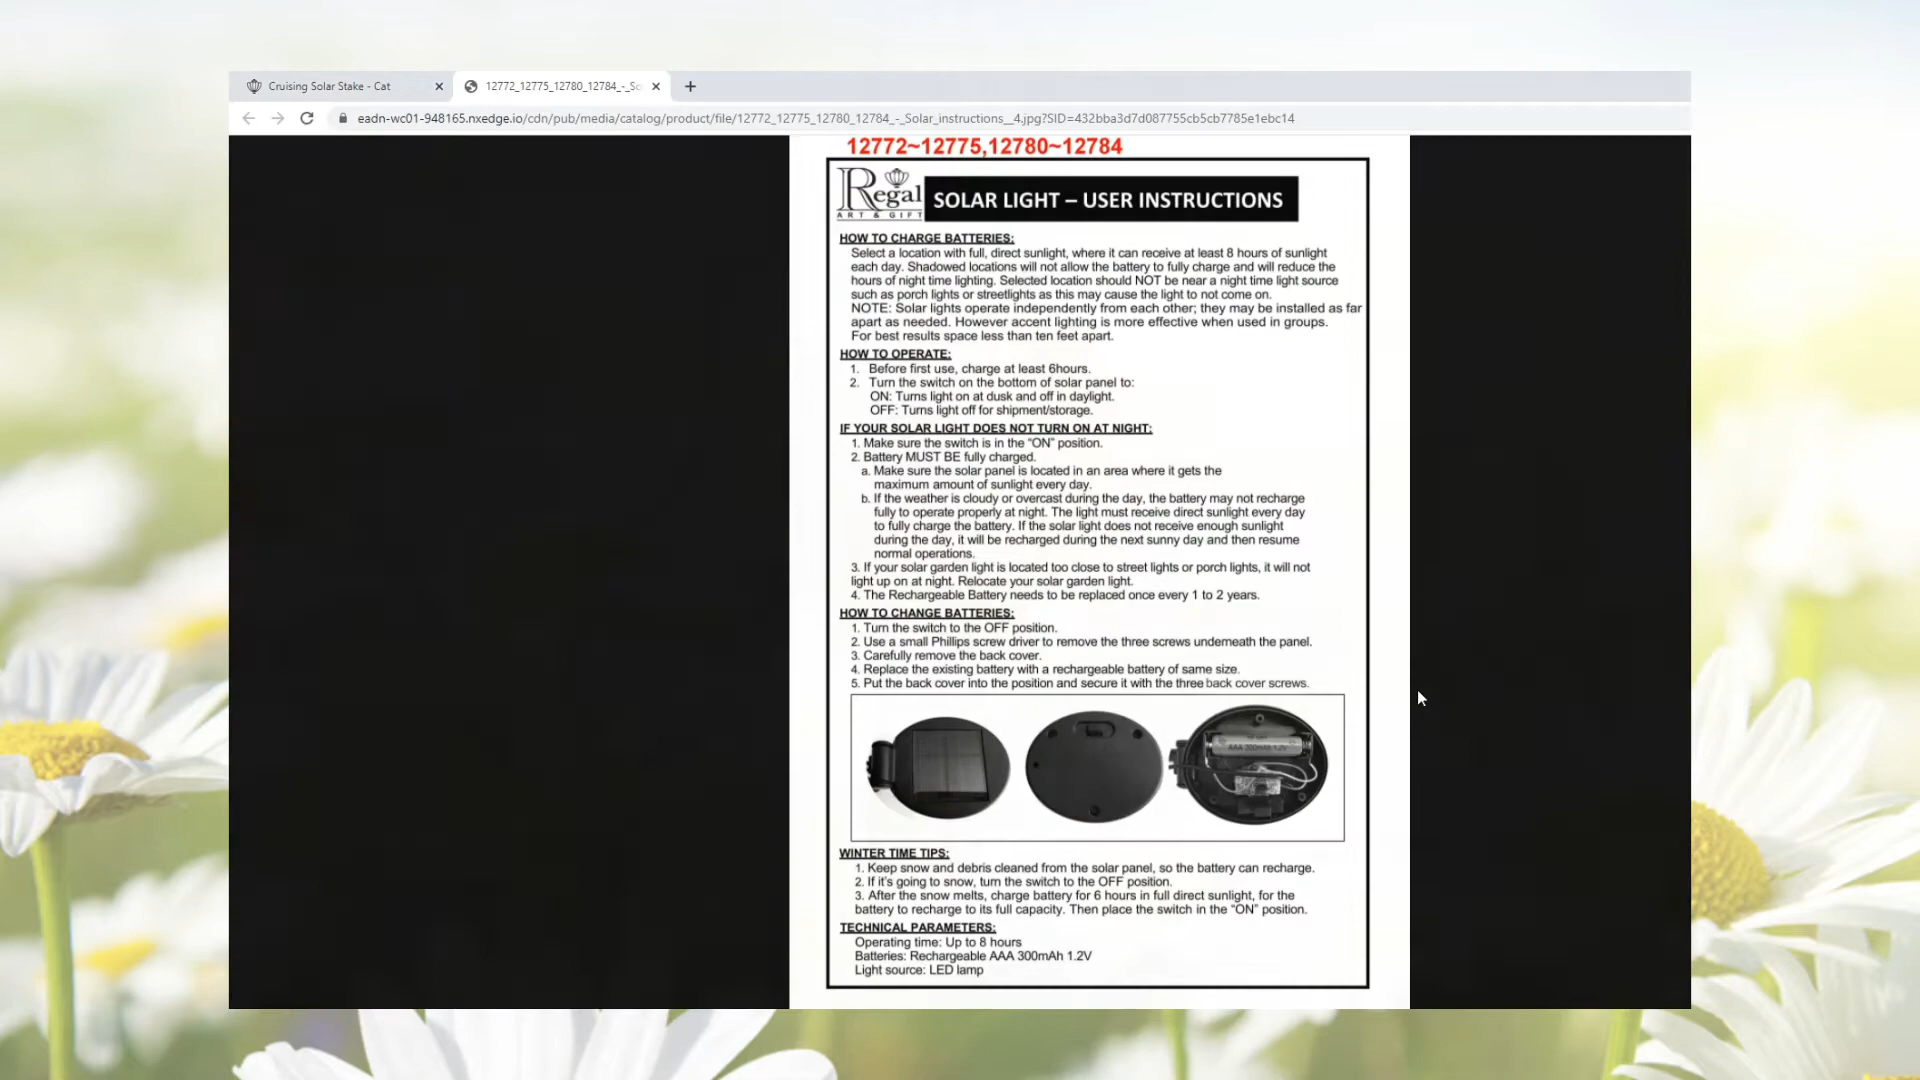 Cruising Solar Stake - Cat
12772_12775_12780_12784_-_So
eadn-wc01-948165.nxedge.io/cdn/pub/media/catalog/product/file/12772_12775_12780_12784_-_Solar_instructions__4.jpg?SID=432bba3d7d087755cb5cb7785e1ebc14
12772~12775,12780~12784
Regal
ART & GIFT
SOLAR LIGHT – USER INSTRUCTIONS
HOW TO CHARGE BATTERIES:
Select a location with full, direct sunlight, where it can receive at least 8 hours of sunlight
each day. Shadowed locations will not allow the battery to fully charge and will reduce the
hours of night time lighting. Selected location should NOT be near a night time light source
such as porch lights or streetlights as this may cause the light to not come on.
NOTE: Solar lights operate independently from each other; they may be installed as far
apart as needed. However accent lighting is more effective when used in groups.
For best results space less than ten feet apart.
HOW TO OPERATE:
1. Before first use, charge at least 6hours.
2. Turn the switch on the bottom of solar panel to:
ON: Turns light on at dusk and off in daylight.
OFF: Turns light off for shipment/storage.
IF YOUR SOLAR LIGHT DOES NOT TURN ON AT NIGHT:
1. Make sure the switch is in the “ON” position.
2. Battery MUST BE fully charged.
a. Make sure the solar panel is located in an area where it gets the
maximum amount of sunlight every day.
b. If the weather is cloudy or overcast during the day, the battery may not recharge
fully to operate properly at night. The light must receive direct sunlight every day
to fully charge the battery. If the solar light does not receive enough sunlight
during the day, it will be recharged during the next sunny day and then resume
normal operations.
3. If your solar garden light is located too close to street lights or porch lights, it will not
light up on at night. Relocate your solar garden light.
4. The Rechargeable Battery needs to be replaced once every 1 to 2 years.
HOW TO CHANGE BATTERIES:
1. Turn the switch to the OFF position.
2. Use a small Phillips screw driver to remove the three screws underneath the panel.
3. Carefully remove the back cover.
4. Replace the existing battery with a rechargeable battery of same size.
5. Put the back cover into the position and secure it with the three back cover screws.
AAA 300mAh 1.2V
WINTER TIME TIPS:
1. Keep snow and debris cleaned from the solar panel, so the battery can recharge.
2. If it’s going to snow, turn the switch to the OFF position.
3. After the snow melts, charge battery for 6 hours in full direct sunlight, for the
battery to recharge to its full capacity. Then place the switch in the “ON” position.
TECHNICAL PARAMETERS:
Operating time: Up to 8 hours
Batteries: Rechargeable AAA 300mAh 1.2V
Light source: LED lamp